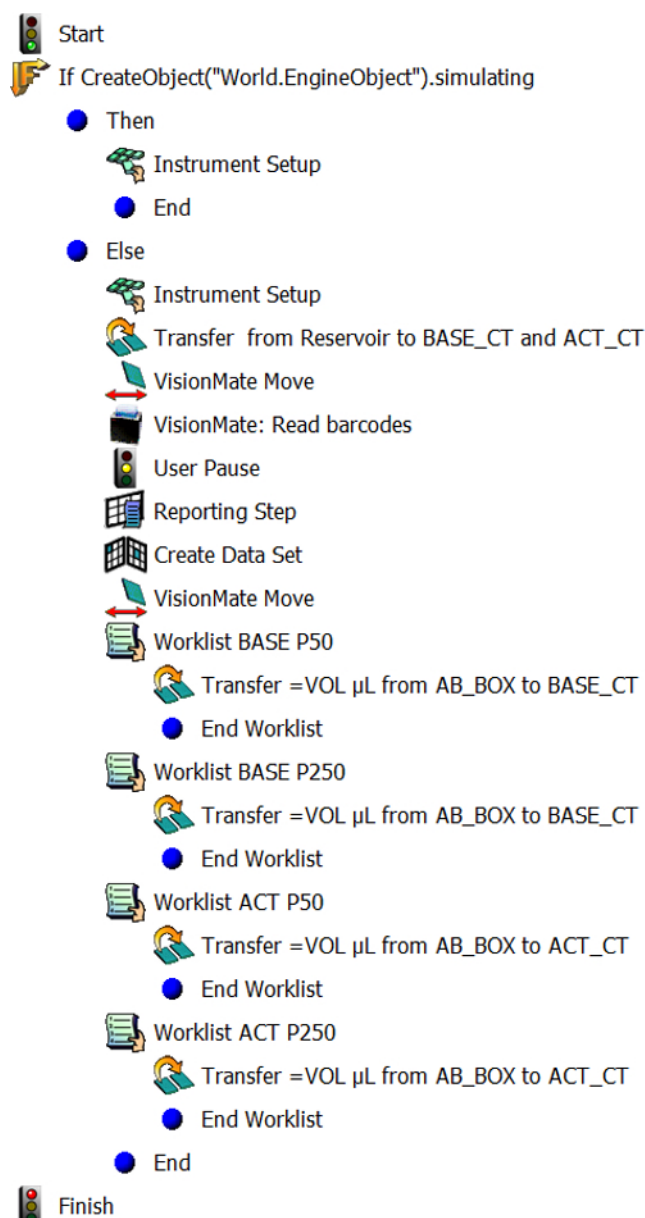 Start
If CreateObject("World.EngineObject").simulating
Then
Instrument Setup
End
Else
Instrument Setup
Transfer  from Reservoir to BASE_CT and ACT_CT
VisionMate Move
VisionMate: Read barcodes
User Pause
Reporting Step
Create Data Set
VisionMate Move
Worklist BASE P50
Transfer =VOL µL from AB_BOX to BASE_CT
End Worklist
Worklist BASE P250
Transfer =VOL µL from AB_BOX to BASE_CT
End Worklist
Worklist ACT P50
Transfer =VOL µL from AB_BOX to ACT_CT
End Worklist
Worklist ACT P250
Transfer =VOL µL from AB_BOX to ACT_CT
End Worklist
End
Finish